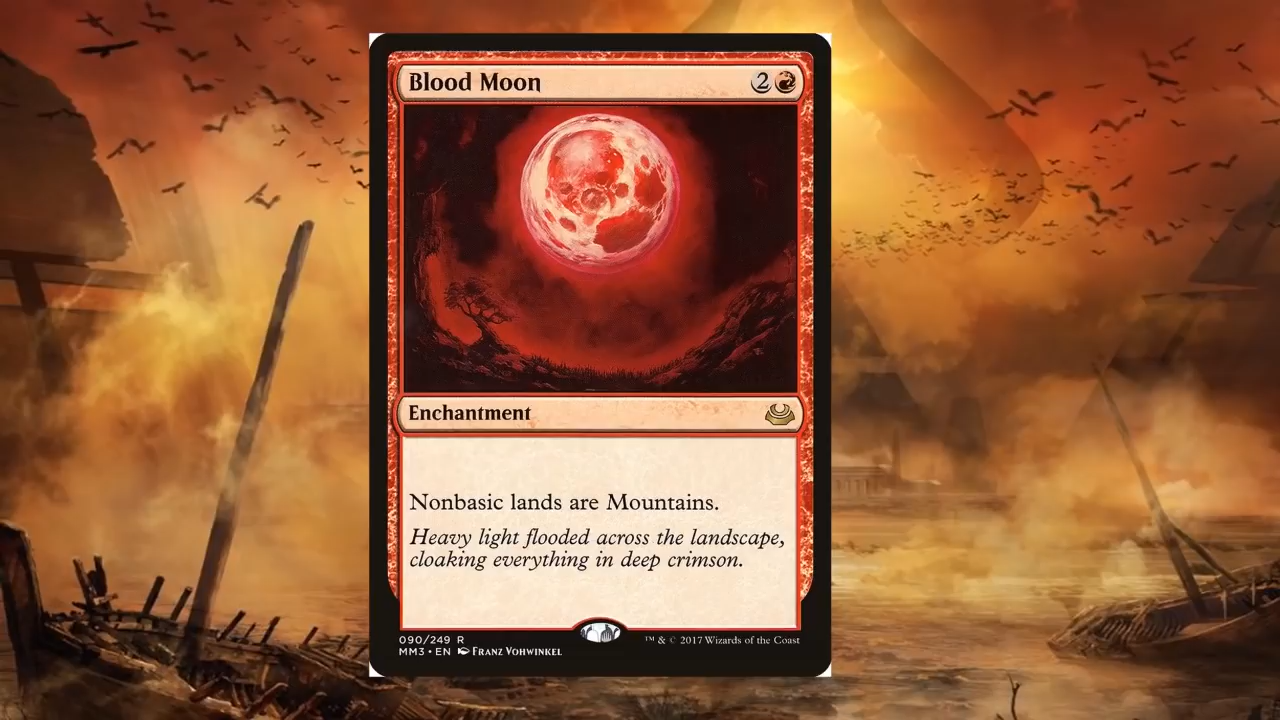 Blood Moon 2
Enchantment
Nonbasic lands are Mountains.
Heavy light flooded across the landscape,
cloaking everything in deep crimson.
090/249 R
™ & © 2017 Wizards of the Coast
MM3 • EN Franz Vohwinkel